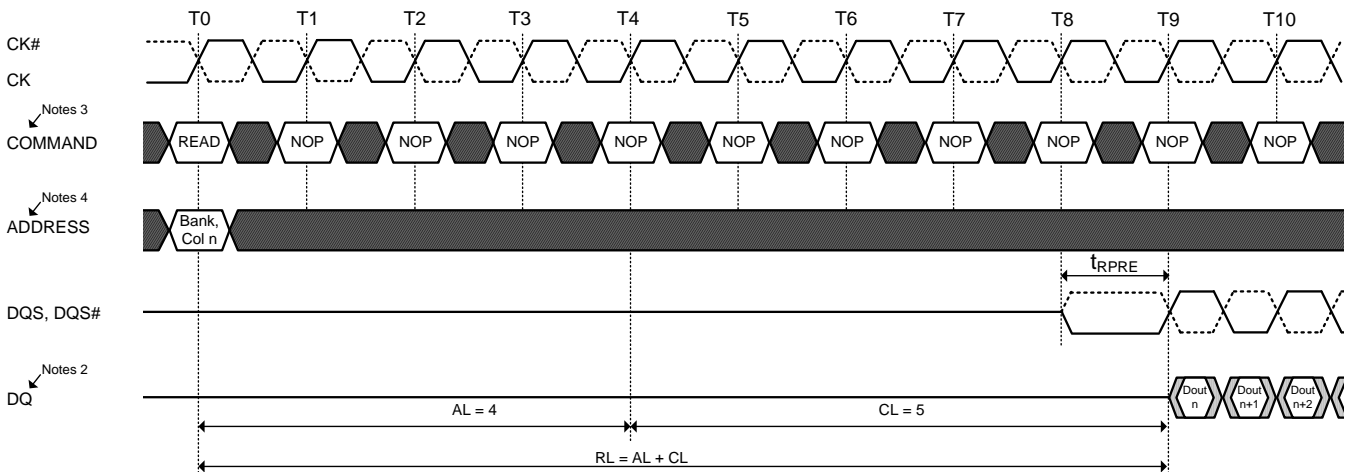 T0 T1 T2 T3 T4 T5 T6 T7 T8 T9 T10
CK#
CK
Notes 3
COMMAND
READ NOP NOP NOP NOP NOP NOP NOP NOP NOP NOP
Notes 4
ADDRESS
Bank,
Col n
tRPRE
DQS, DQS#
Notes 2
DQ
Dout
n
Dout
n+1
Dout
n+2
AL = 4
CL = 5
RL = AL + CL